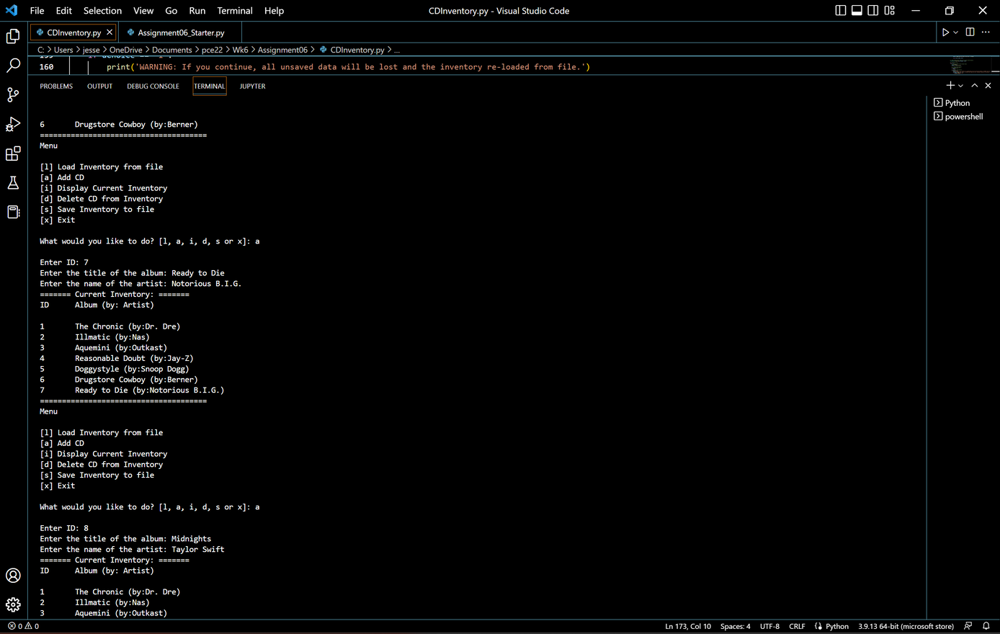 File Edit Selection View Go Run Terminal Help CDInventory.py - Visual Studio Code
CDInventory.py Assignment06_Starter.py
C: > Users > jesse > OneDrive > Documents > pce22 > Wk6 > Assignment06 > CDInventory.py > ...
160 print('WARNING: If you continue, all unsaved data will be lost and the inventory re-loaded from file.')
PROBLEMS OUTPUT DEBUG CONSOLE TERMINAL JUPYTER
Python
powershell
6 Drugstore Cowboy (by:Berner)
======================================
Menu
[l] Load Inventory from file
[a] Add CD
[i] Display Current Inventory
[d] Delete CD from Inventory
[s] Save Inventory to file
[x] Exit
What would you like to do? [l, a, i, d, s or x]: a
Enter ID: 7
Enter the title of the album: Ready to Die
Enter the name of the artist: Notorious B.I.G.
======= Current Inventory: =======
ID Album (by: Artist)
1 The Chronic (by:Dr. Dre)
2 Illmatic (by:Nas)
3 Aquemini (by:Outkast)
4 Reasonable Doubt (by:Jay-Z)
5 Doggystyle (by:Snoop Dogg)
6 Drugstore Cowboy (by:Berner)
7 Ready to Die (by:Notorious B.I.G.)
======================================
Menu
[l] Load Inventory from file
[a] Add CD
[i] Display Current Inventory
[d] Delete CD from Inventory
[s] Save Inventory to file
[x] Exit
What would you like to do? [l, a, i, d, s or x]: a
Enter ID: 8
Enter the title of the album: Midnights
Enter the name of the artist: Taylor Swift
======= Current Inventory: =======
ID Album (by: Artist)
1 The Chronic (by:Dr. Dre)
2 Illmatic (by:Nas)
3 Aquemini (by:Outkast)
0 0 Ln 173, Col 10 Spaces: 4 UTF-8 CRLF Python 3.9.13 64-bit (microsoft store)